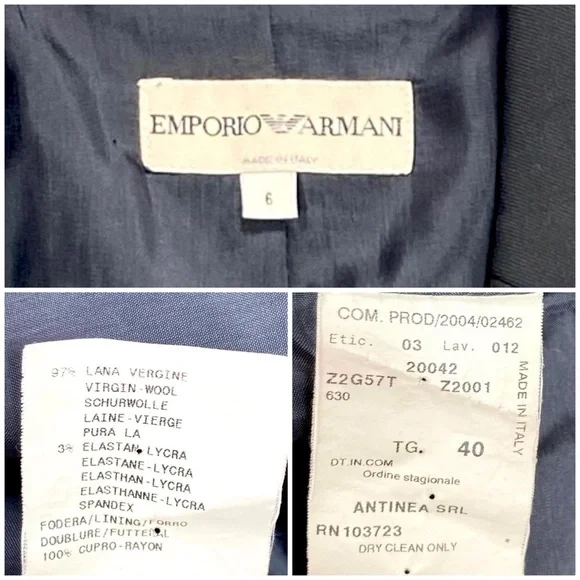 EMPORIO ARMANI
MADE IN ITALY
6
97% LANA VERGINE
VIRGIN-WOOL
SCHURWOLLE
LAINE-VIERGE
PURA LA
3% ELASTAN-LYCRA
ELASTANE-LYCRA
ELASTHAN-LYCRA
ELASTHANNE-LYCRA
SPANDEX
FODERA/LINING/FORRO
DOUBLURE/FUTTERAL
100% CUPRO-RAYON
COM. PROD/2004/02462
Etic. 03 Lav. 012
20042
Z2G57T Z2001
630
MADE IN ITALY
TG. 40
DT.IN.COM
Ordine stagionale
ANTINEA SRL
RN 103723
DRY CLEAN ONLY